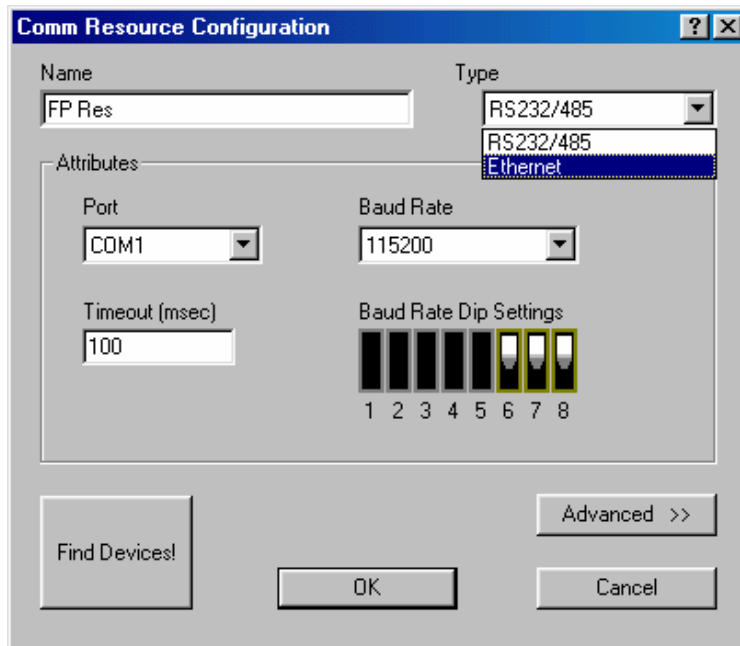 Comm Resource Configuration
Name
Type
FP Res
RS232/485
RS232/485
Ethernet
Attributes
Port
Baud Rate
COM1
115200
Timeout (msec)
Baud Rate Dip Settings
100
1 2 3 4 5 6 7 8
Find Devices!
Advanced >>
OK
Cancel